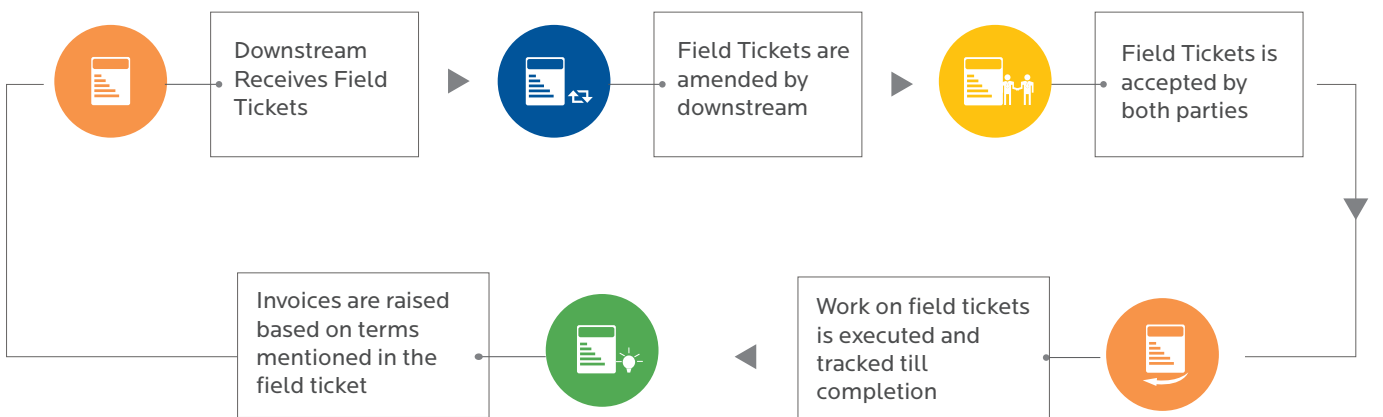 Downstream
Receives Field
Tickets
Field Tickets are
amended by
downstream
Field Tickets is
accepted by
both parties
Work on field tickets
is executed and
tracked till
completion
Invoices are raised
based on terms
mentioned in the
field ticket